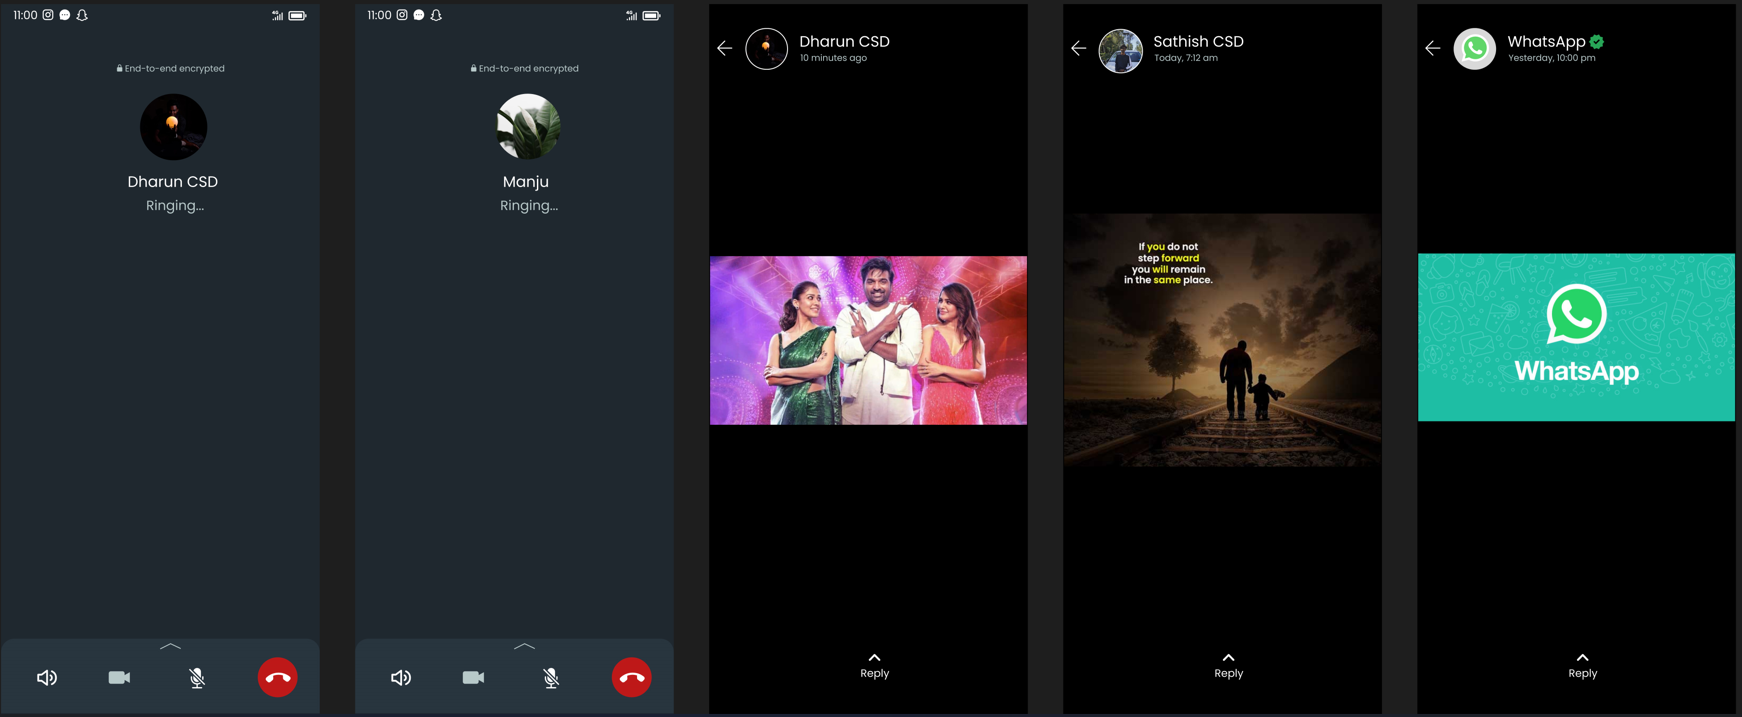 11:00
4G
End-to-end encrypted
Dharun CSD
Ringing...
11:00
4G
End-to-end encrypted
Manju
Ringing...
Dharun CSD
10 minutes ago
Reply
Sathish CSD
Today, 7:12 am
If you do not
step forward
you will remain
in the same place.
Reply
WhatsApp
Yesterday, 10:00 pm
WhatsApp
Reply